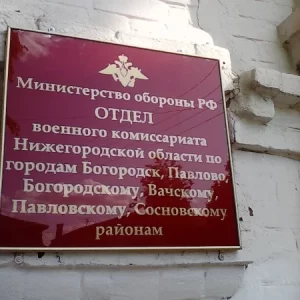 Министерство обороны РФ
ОТДЕЛ
военного комиссариата
Нижегородской области по
городам Богородск, Павлово,
Богородскому, Вачскому,
Павловскому, Сосновскому
районам